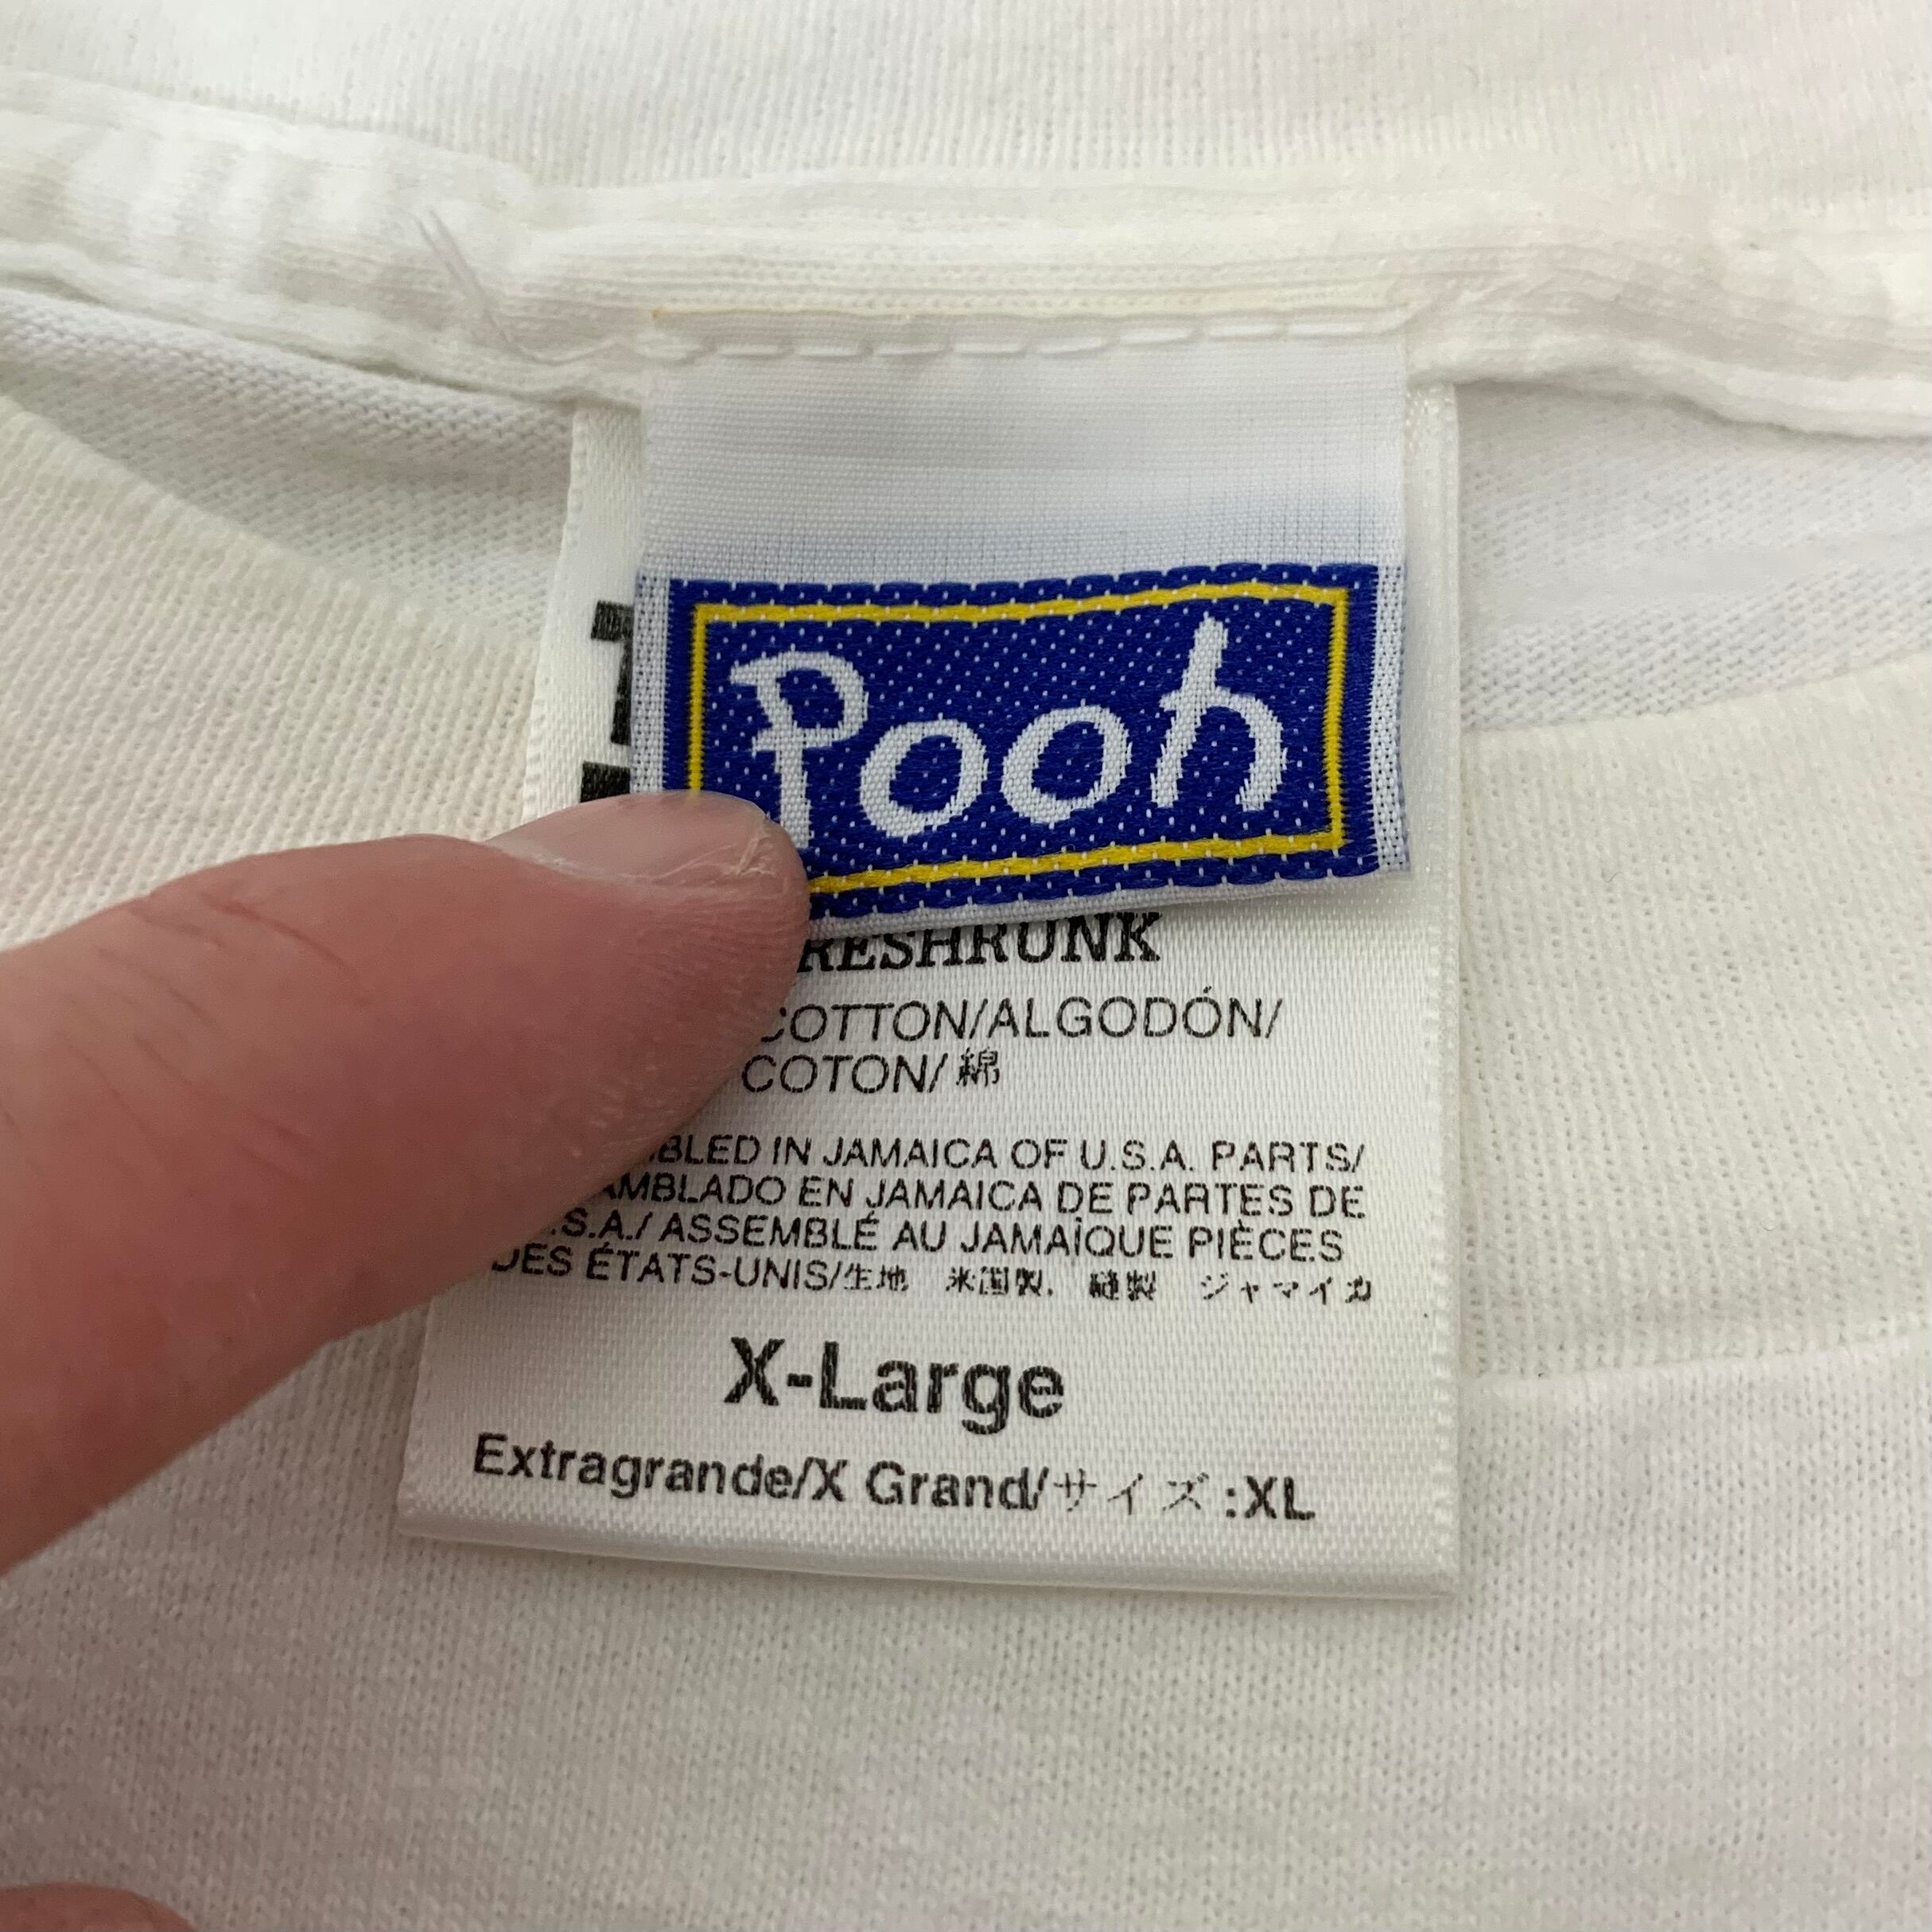 Pooh
RESHRUNK
COTTON/ALGODÓN/
COTON/綿
BLED IN JAMAICA OF U.S.A. PARTS/
AMBLADO EN JAMAICA DE PARTES DE
.S.A./ ASSEMBLÉ AU JAMAÏQUE PIÈCES
DES ÉTATS-UNIS/生地 米国製. 縫製 ジャマイカ
X-Large
Extragrande/X Grand/サイズ:XL